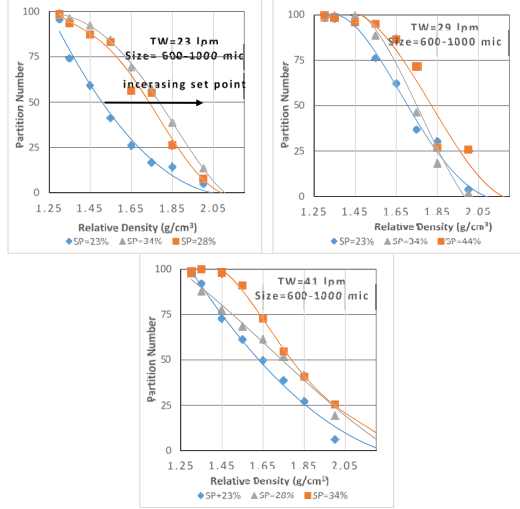 TW=23 lpm
Size= 600-1000 mic
incerasing set point
Partition Number
100
75
50
25
0
1.25 1.45 1.65 1.85 2.05
Relative Density (g/cm³)
SP=23% SP=34% SP=28%
TW=29 lpm
Size=600-1000 mic
Partition Number
100
75
50
25
0
1.25 1.45 1.65 1.85 2.05
Relative Density (g/cm³)
SP=23% SP=34% SP=44%
TW=41 lpm
Size=600-1000 mic
Partition Number
100
75
50
25
0
1.25 1.45 1.65 1.85 2.05
Relative Density (g/cm³)
SP+23% SP=28% SP=34%